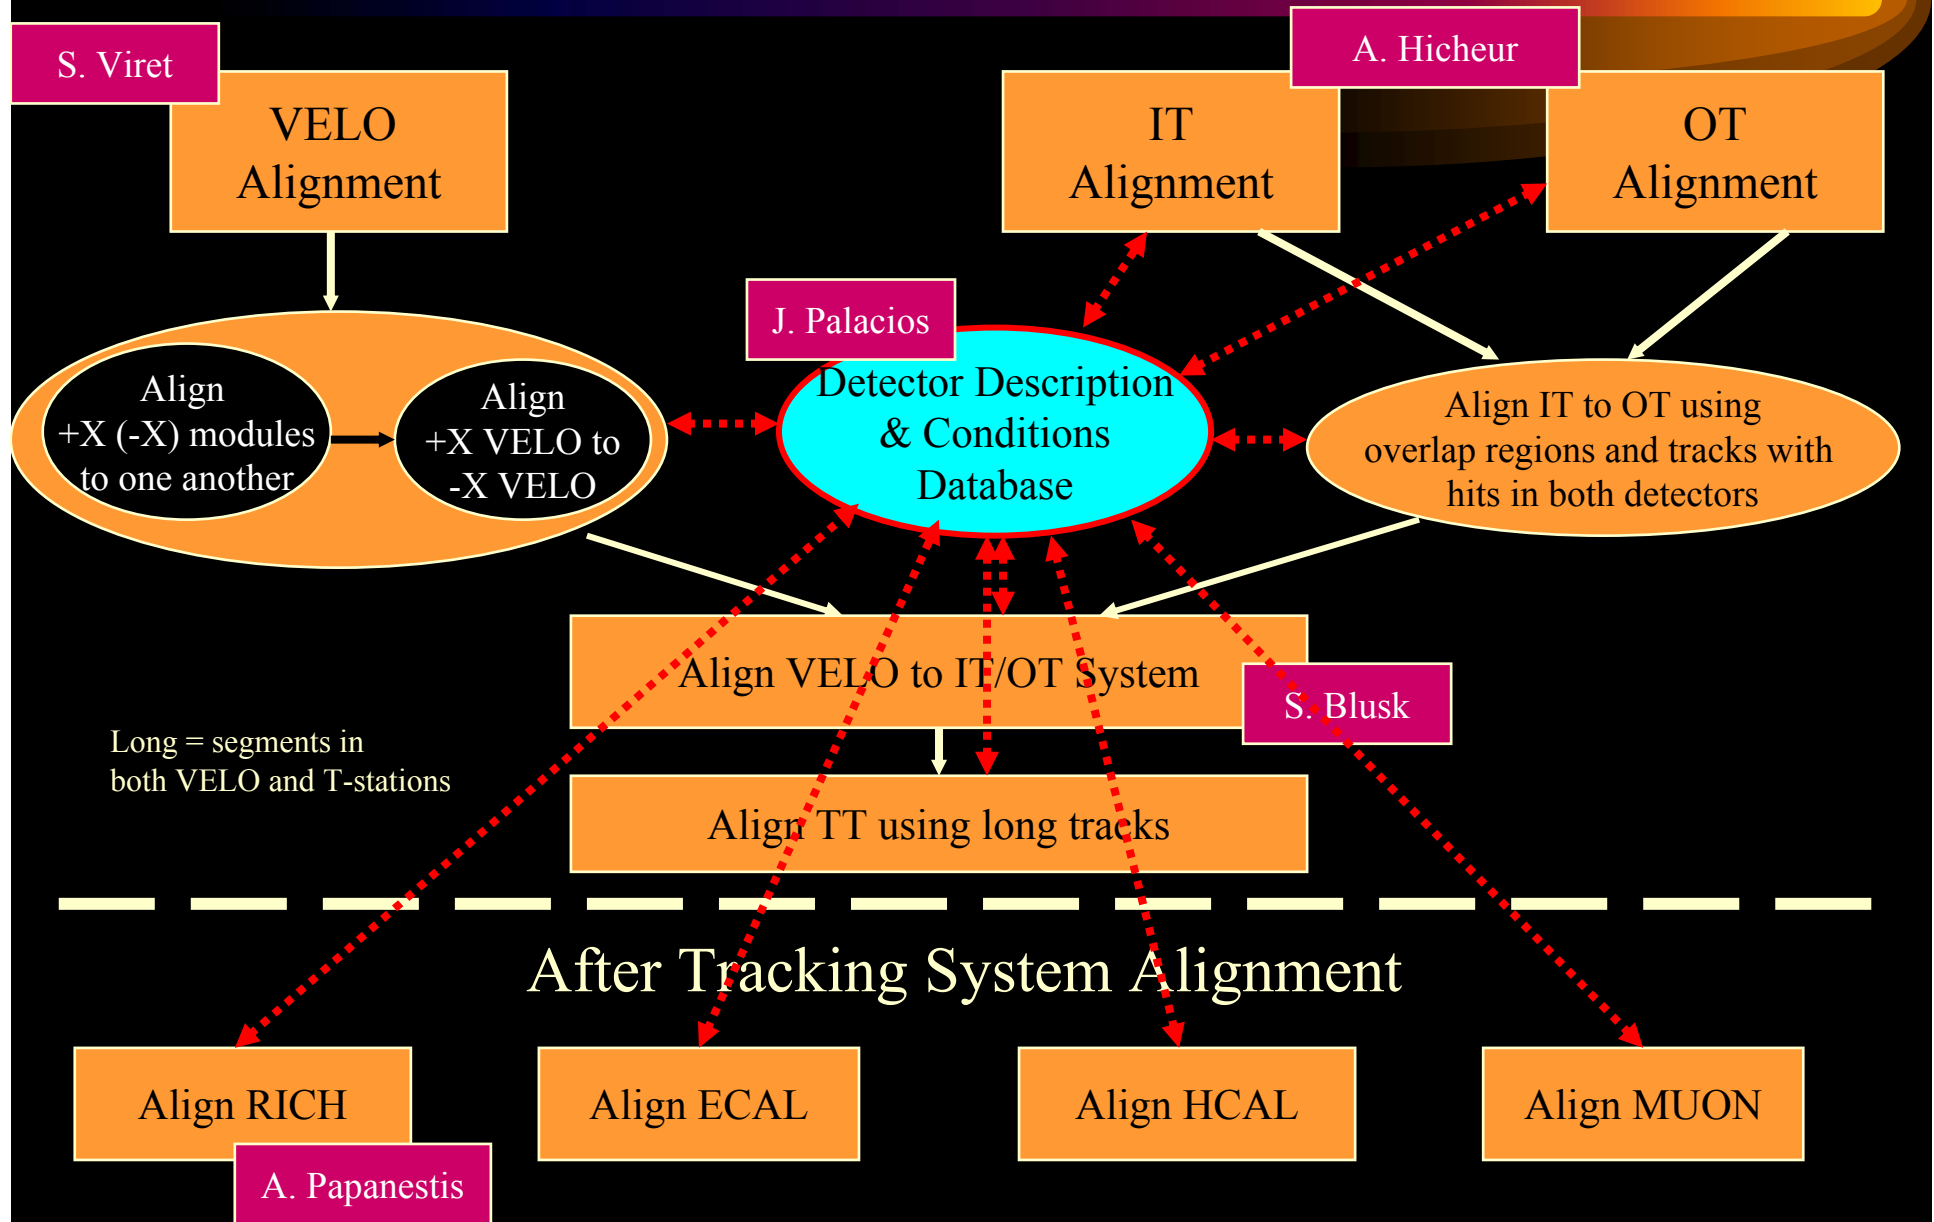 S. Viret
A. Hicheur
VELO
Alignment
IT
Alignment
OT
Alignment
J. Palacios
Align
+X (-X) modules
to one another
Align
+X VELO to
-X VELO
Detector Description
& Conditions
Database
Align IT to OT using
overlap regions and tracks with
hits in both detectors
Align VELO to IT/OT System
S. Blusk
Long = segments in
both VELO and T-stations
Align TT using long tracks
After Tracking System Alignment
Align RICH
Align ECAL
Align HCAL
Align MUON
A. Papanestis